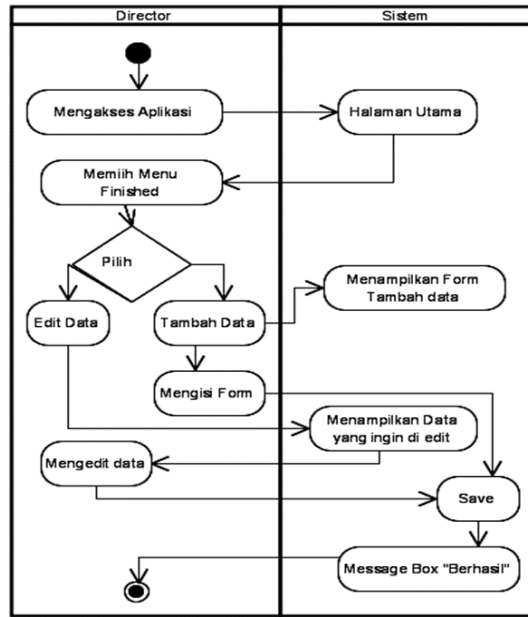 Director
Sistem
Mengakses Aplikasi
Halaman Utama
Memiih Menu
Finished
Pilih
Menampilkan Form
Tambah data
Edit Data
Tambah Data
Mengisi Form
Menampilkan Data
yang ingin di edit
Mengedit data
Save
Message Box "Berhasil"